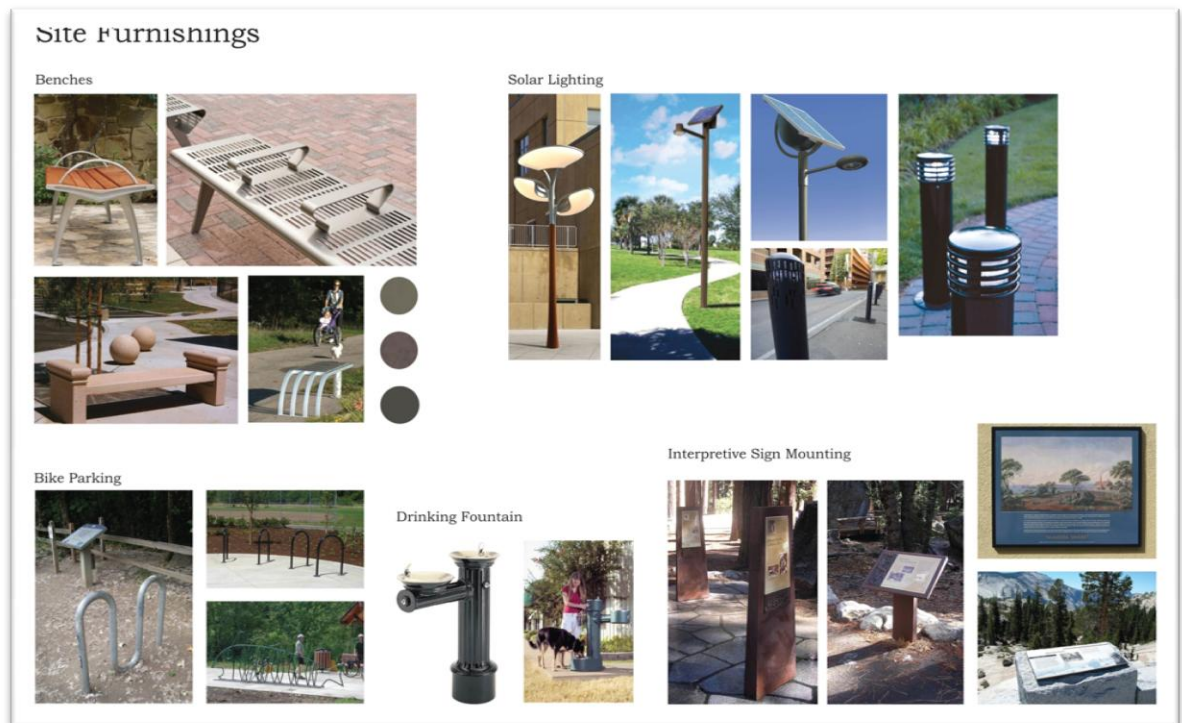 Site Furnishings
Benches
Solar Lighting
Bike Parking
Drinking Fountain
Interpretive Sign Mounting